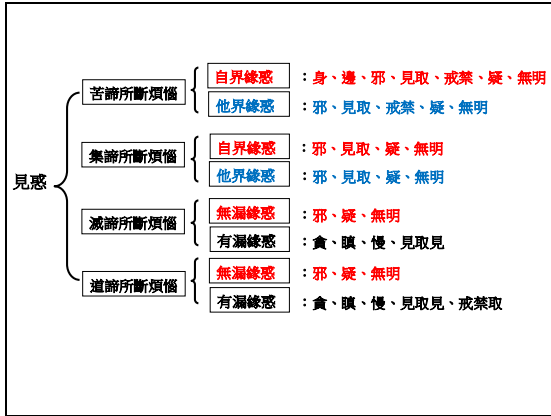 見惑
苦諦所斷煩惱
自界緣惑:身、邊、邪、見取、戒禁、疑、無明
他界緣惑:邪、見取、戒禁、疑、無明
集諦所斷煩惱
自界緣惑:邪、見取、疑、無明
他界緣惑:邪、見取、疑、無明
滅諦所斷煩惱
無漏緣惑:邪、疑、無明
有漏緣惑:貪、瞋、慢、見取見
道諦所斷煩惱
無漏緣惑:邪、疑、無明
有漏緣惑:貪、瞋、慢、見取見、戒禁取